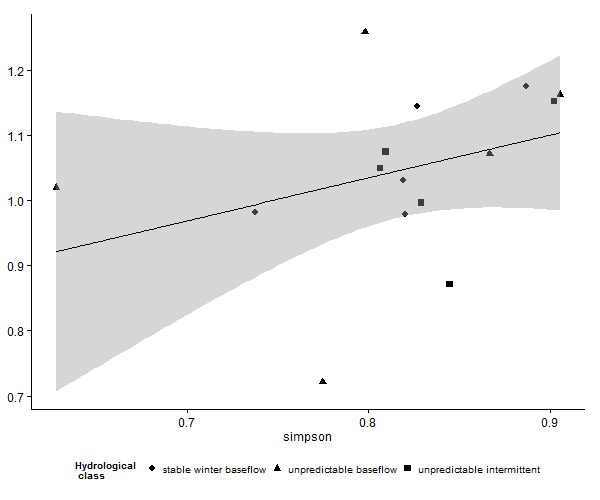 1.2
1.1
1.0
0.9
0.8
0.7
0.7 0.8 0.9
simpson
Hydrological class
stable winter baseflow unpredictable baseflow unpredictable intermittent